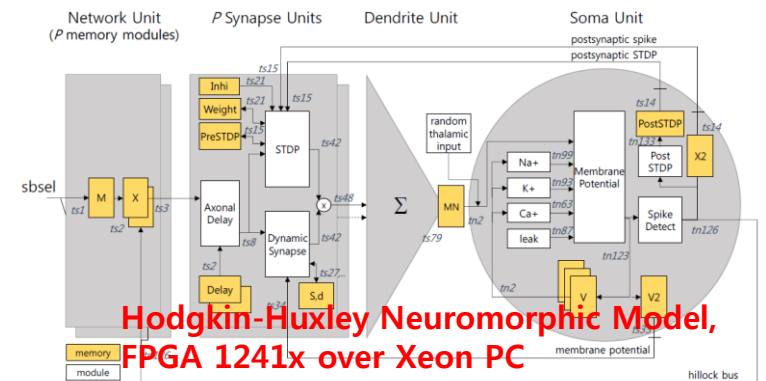 Network Unit
(P memory modules)
P Synapse Units
Dendrite Unit
Soma Unit
postsynaptic spike
postsynaptic STDP
ts15
ts21
Inhi
ts21
Weight
ts15
PreSTDP
ts15
STDP
ts42
random
thalamic
input
ts14
PostSTDP
ts14
tn133
Post
STDP
X2
Na+
tn99
K+
tn93
Ca+
tn63
leak
tn87
Membrane
Potential
sbsel
ts1
M
X
ts2
ts3
Axonal
Delay
ts8
Dynamic
Synapse
ts42
x
ts48
Σ
MN
tn2
ts79
Spike
Detect
tn126
tn123
ts2
Delay
ts27,..
S,d
ts34
tn2
V
V2
Hodgkin-Huxley Neuromorphic Model,
FPGA 1241x over Xeon PC
membrane potential
memory
module
hillock bus